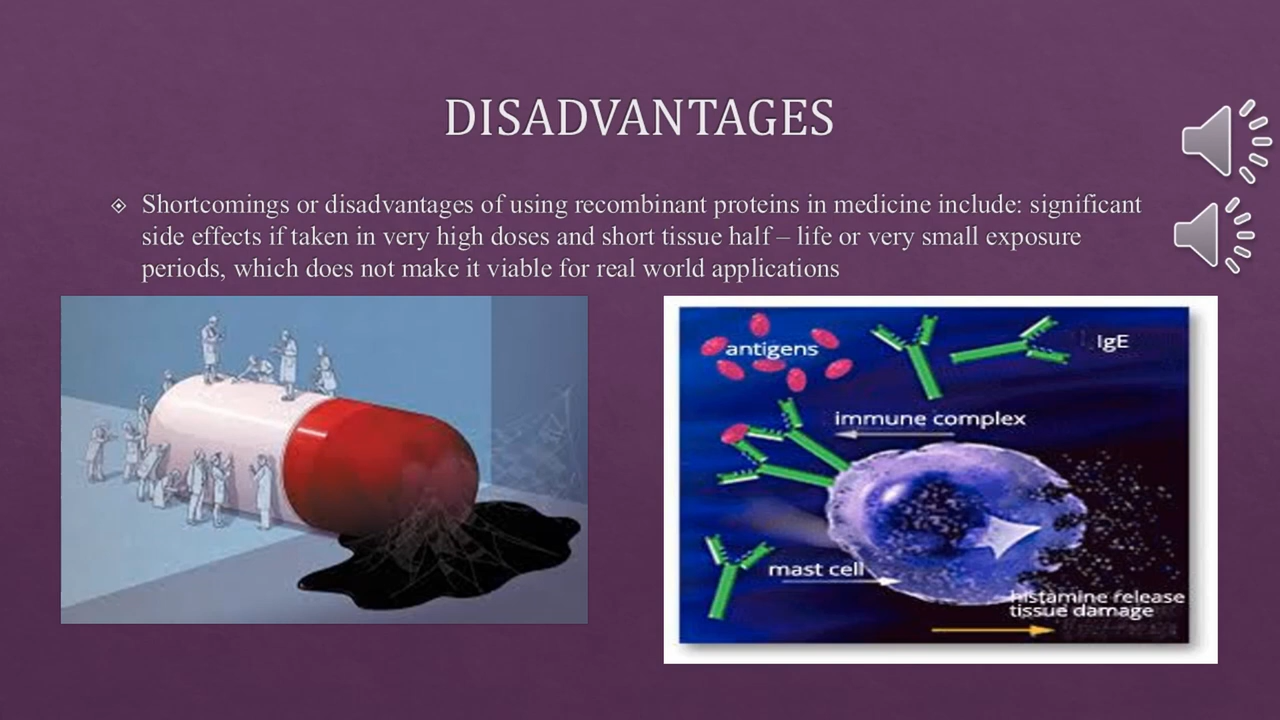 DISADVANTAGES
Shortcomings or disadvantages of using recombinant proteins in medicine include: significant
side effects if taken in very high doses and short tissue half – life or very small exposure
periods, which does not make it viable for real world applications
antigens
IgE
immune complex
mast cell
histamine release
tissue damage